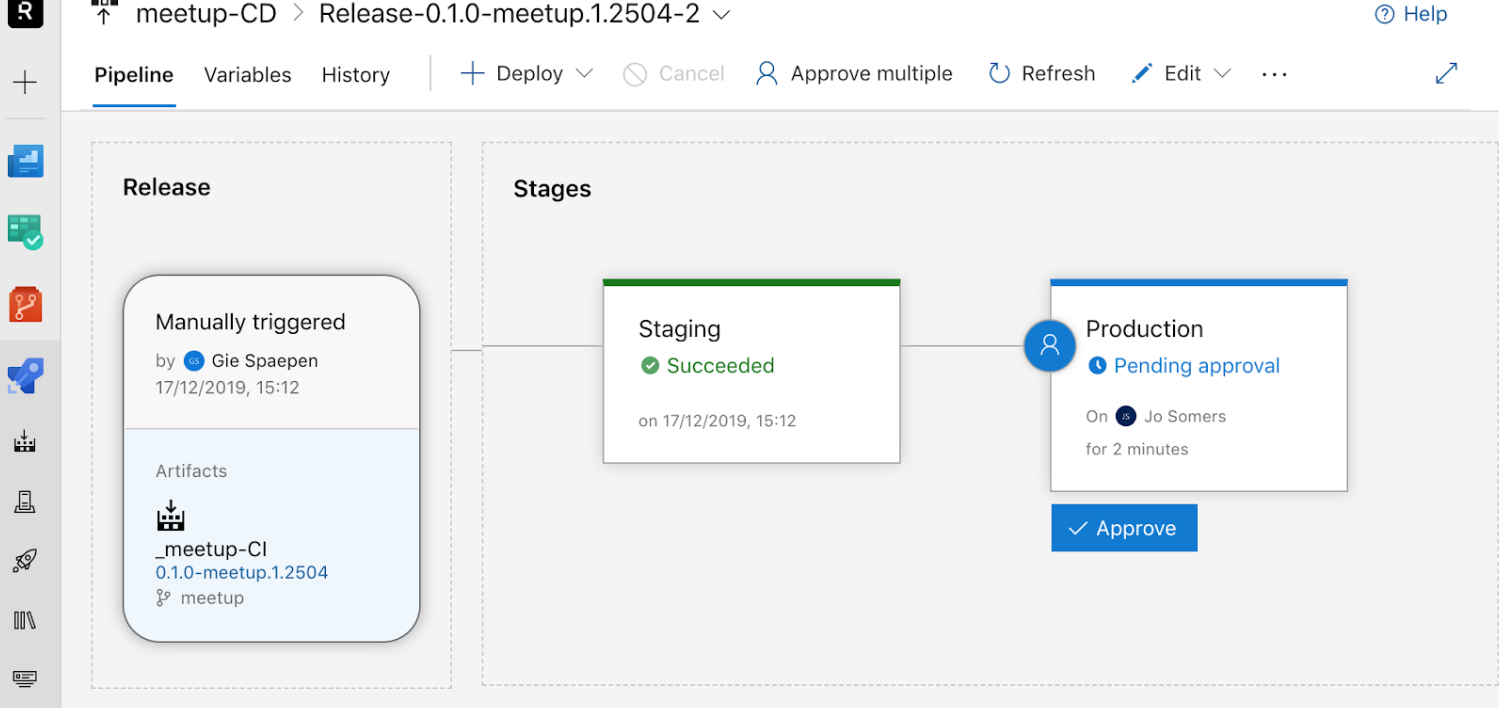 R
meetup-CD > Release-0.1.0-meetup.1.2504-2
Help
Pipeline Variables History Deploy Cancel Approve multiple Refresh Edit ...
Release
Manually triggered
by GS Gie Spaepen
17/12/2019, 15:12
Artifacts
_meetup-CI
0.1.0-meetup.1.2504
meetup
Stages
Staging
Succeeded
on 17/12/2019, 15:12
Production
Pending approval
On JS Jo Somers
for 2 minutes
Approve